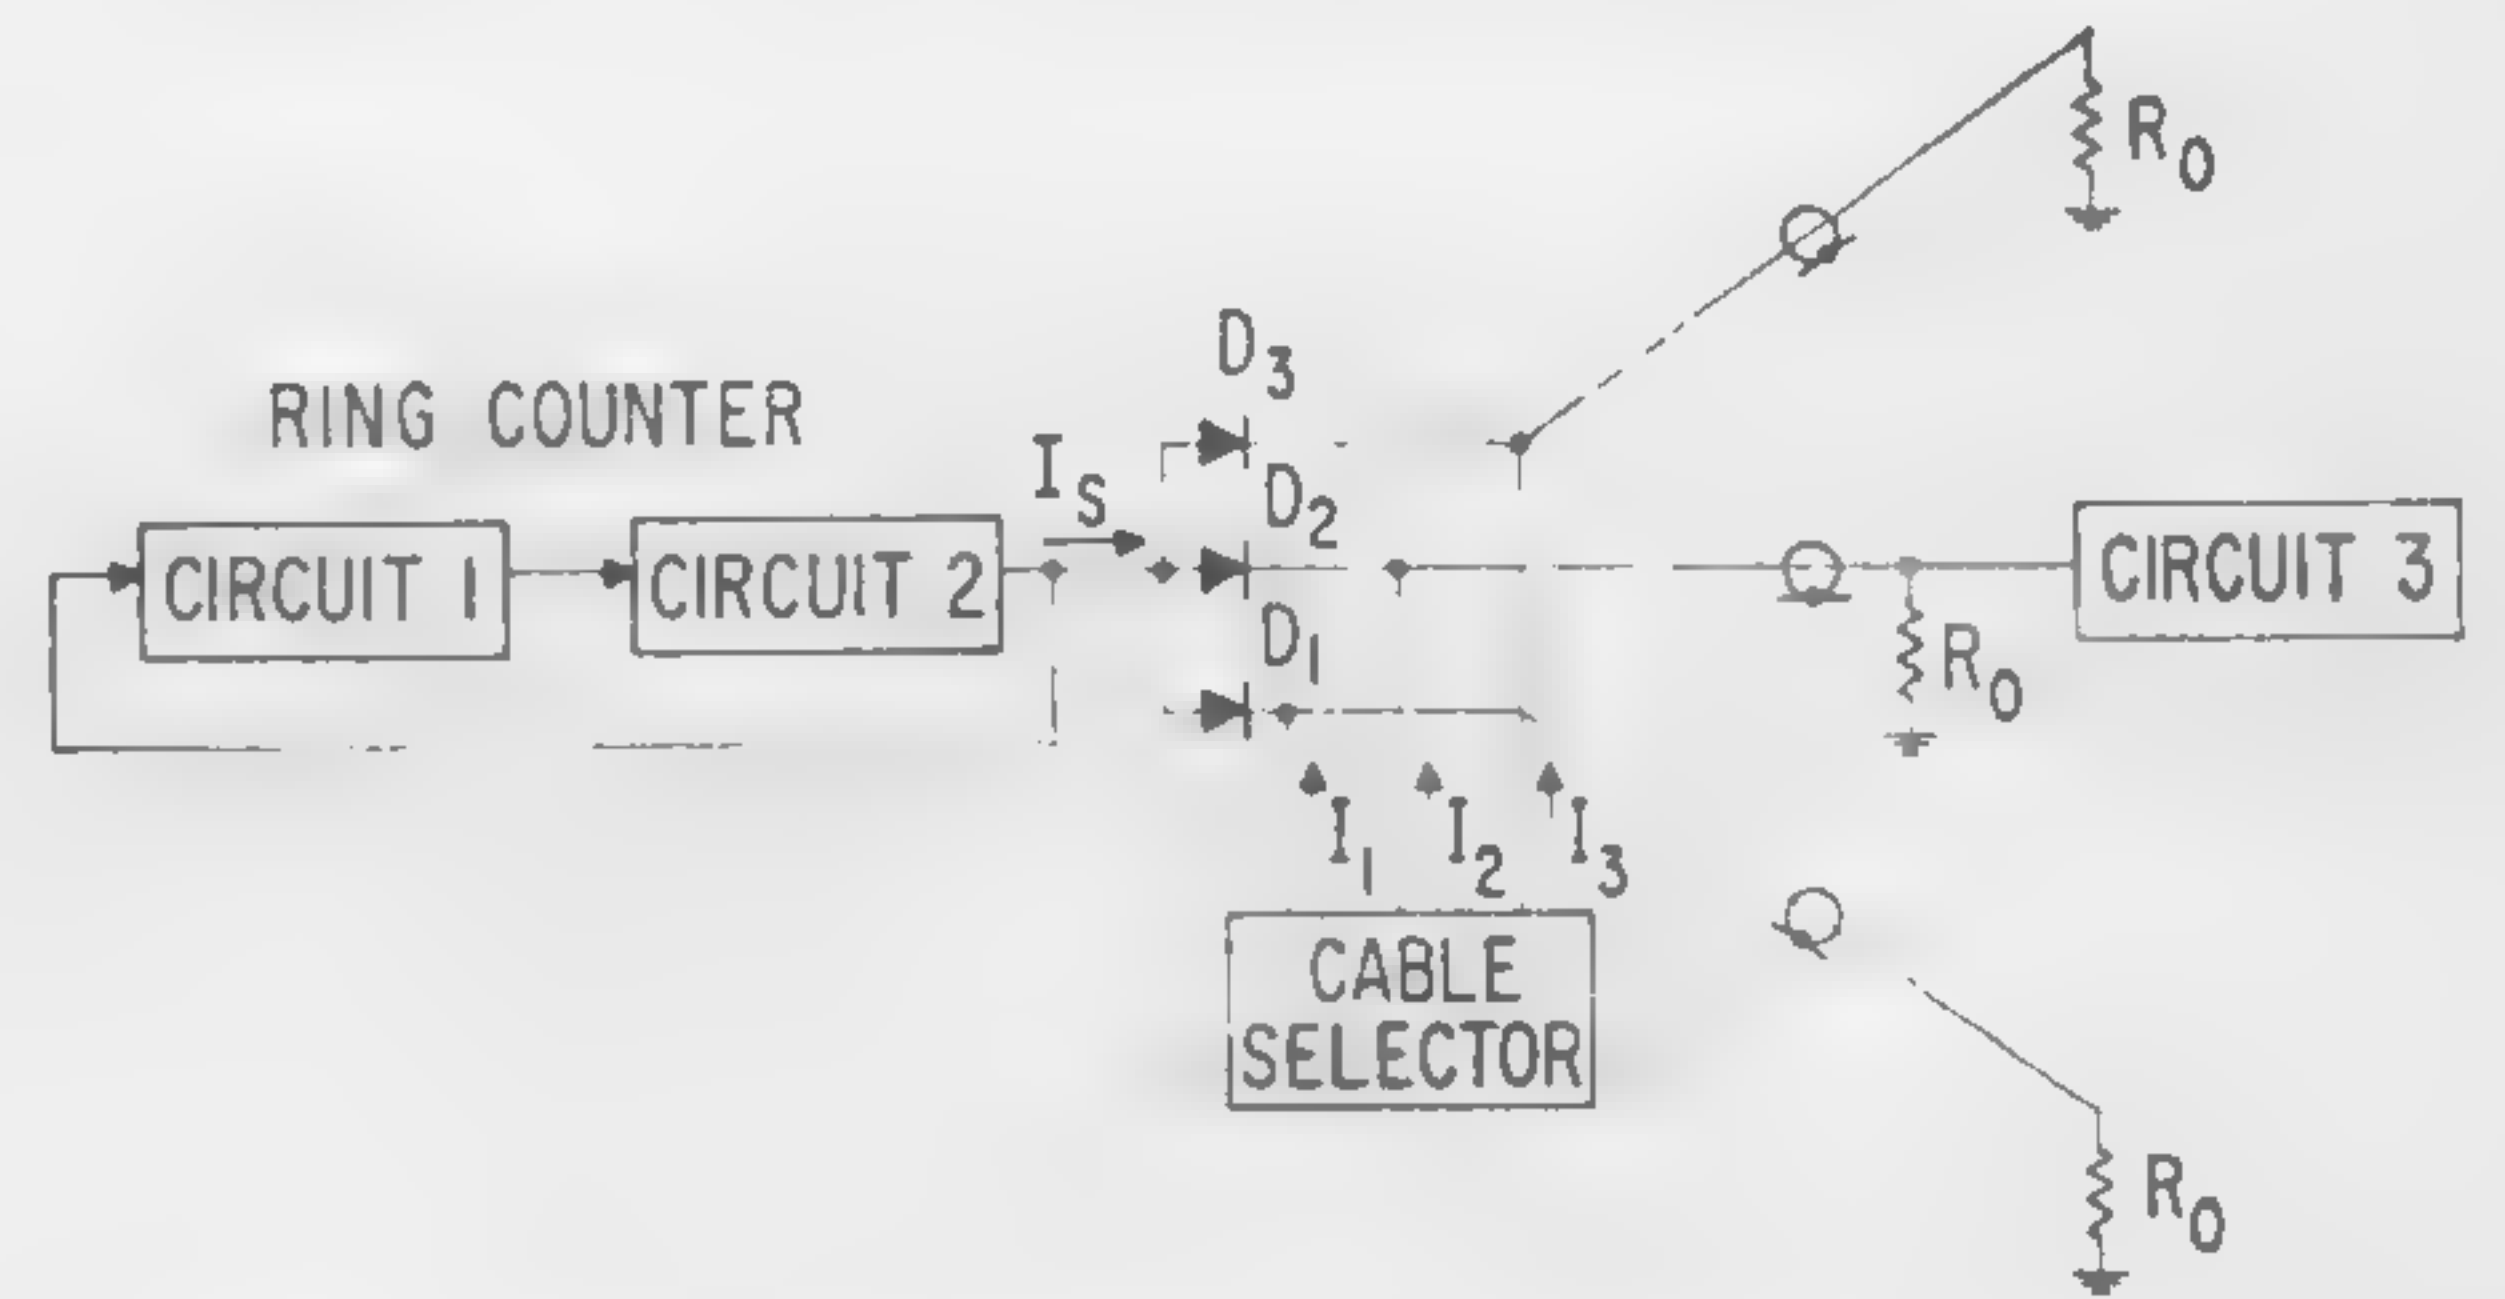 R0
D3
RING COUNTER
IS
D2
CIRCUIT 1
CIRCUIT 2
CIRCUIT 3
D1
R0
I1
I2
I3
CABLE
SELECTOR
R0